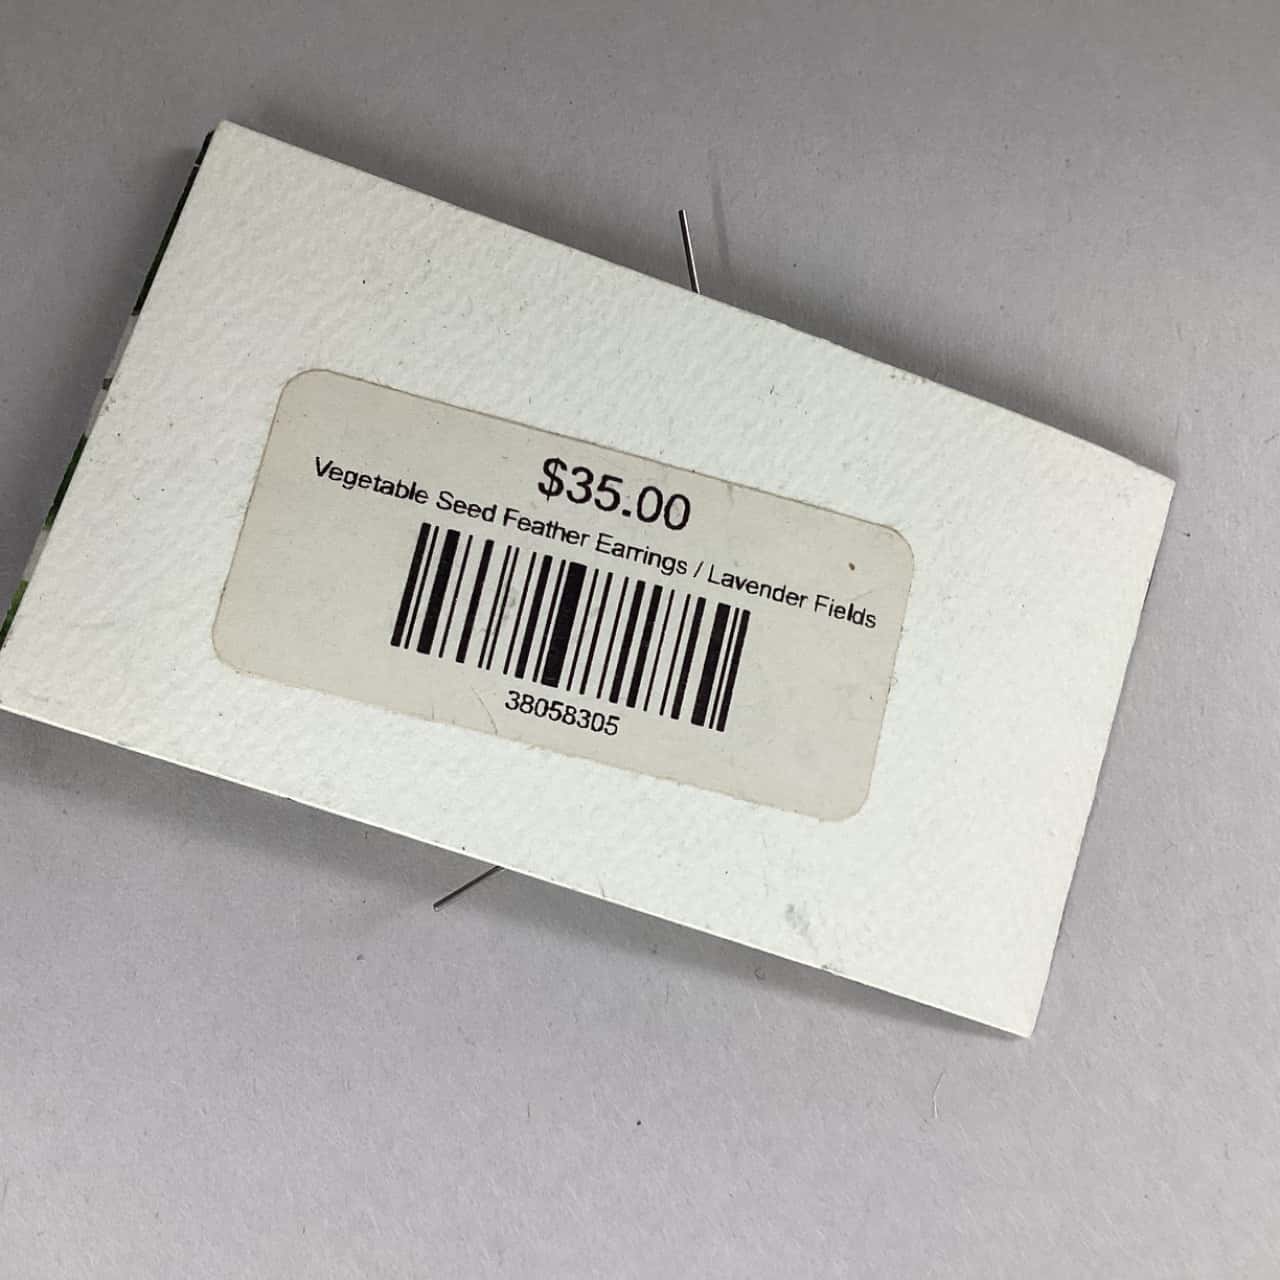 $35.00
Vegetable Seed Feather Earrings / Lavender Fields
38058305